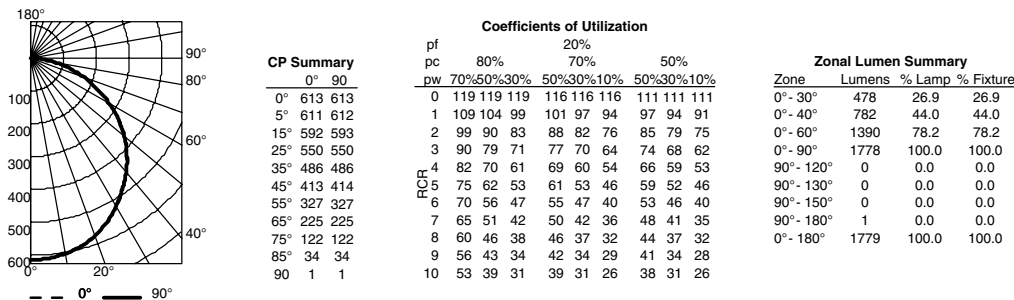 180°
90°
80°
60°
40°
100
200
300
400
500
600
0° 20°
0° 90°
CP Summary
0° 90
0° 613 613
5° 611 612
15° 592 593
25° 550 550
35° 486 486
45° 413 414
55° 327 327
65° 225 225
75° 122 122
85° 34 34
90 1 1
Coefficients of Utilization
pf 20%
pc 80% 70% 50%
pw 70%50%30% 50%30%10% 50%30%10%
RCR
0 119 119 119 116 116 116 111 111 111
1 109 104 99 101 97 94 97 94 91
2 99 90 83 88 82 76 85 79 75
3 90 79 71 77 70 64 74 68 62
4 82 70 61 69 60 54 66 59 53
5 75 62 53 61 53 46 59 52 46
6 70 56 47 55 47 40 53 46 40
7 65 51 42 50 42 36 48 41 35
8 60 46 38 46 37 32 44 37 32
9 56 43 34 42 34 29 41 34 28
10 53 39 31 39 31 26 38 31 26
Zonal Lumen Summary
Zone Lumens % Lamp % Fixture
0°- 30° 478 26.9 26.9
0°- 40° 782 44.0 44.0
0°- 60° 1390 78.2 78.2
0°- 90° 1778 100.0 100.0
90°- 120° 0 0.0 0.0
90°- 130° 0 0.0 0.0
90°- 150° 0 0.0 0.0
90°- 180° 1 0.0 0.0
0°- 180° 1779 100.0 100.0